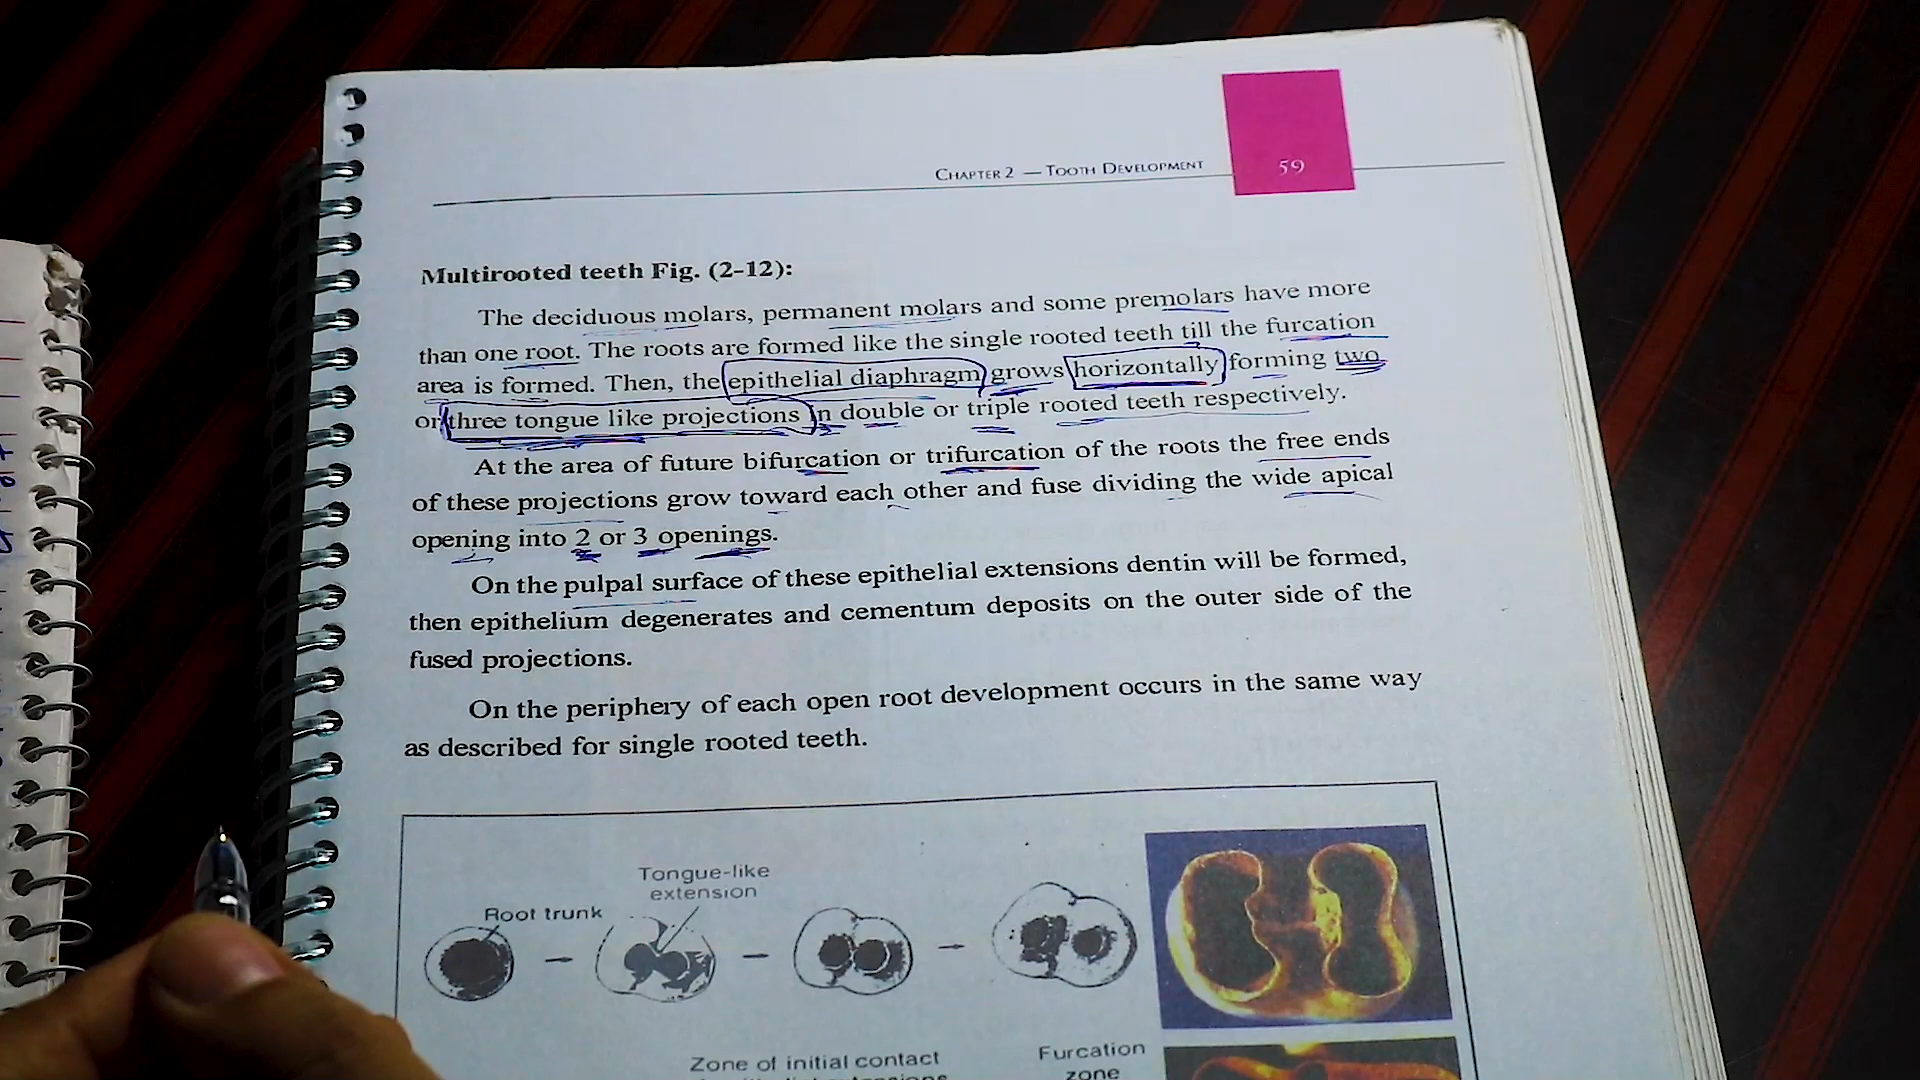 CHAPTER 2 — TOOTH DEVELOPMENT
59
Multirooted teeth Fig. (2-12):
The deciduous molars, permanent molars and some premolars have more
than one root. The roots are formed like the single rooted teeth till the furcation
area is formed. Then, the epithelial diaphragm grows horizontally forming two
or three tongue like projections in double or triple rooted teeth respectively.
At the area of future bifurcation or trifurcation of the roots the free ends
of these projections grow toward each other and fuse dividing the wide apical
opening into 2 or 3 openings.
On the pulpal surface of these epithelial extensions dentin will be formed,
then epithelium degenerates and cementum deposits on the outer side of the
fused projections.
On the periphery of each open root development occurs in the same way
as described for single rooted teeth.
Tongue-like
extension
Root trunk
Zone of initial contact
Furcation
zone